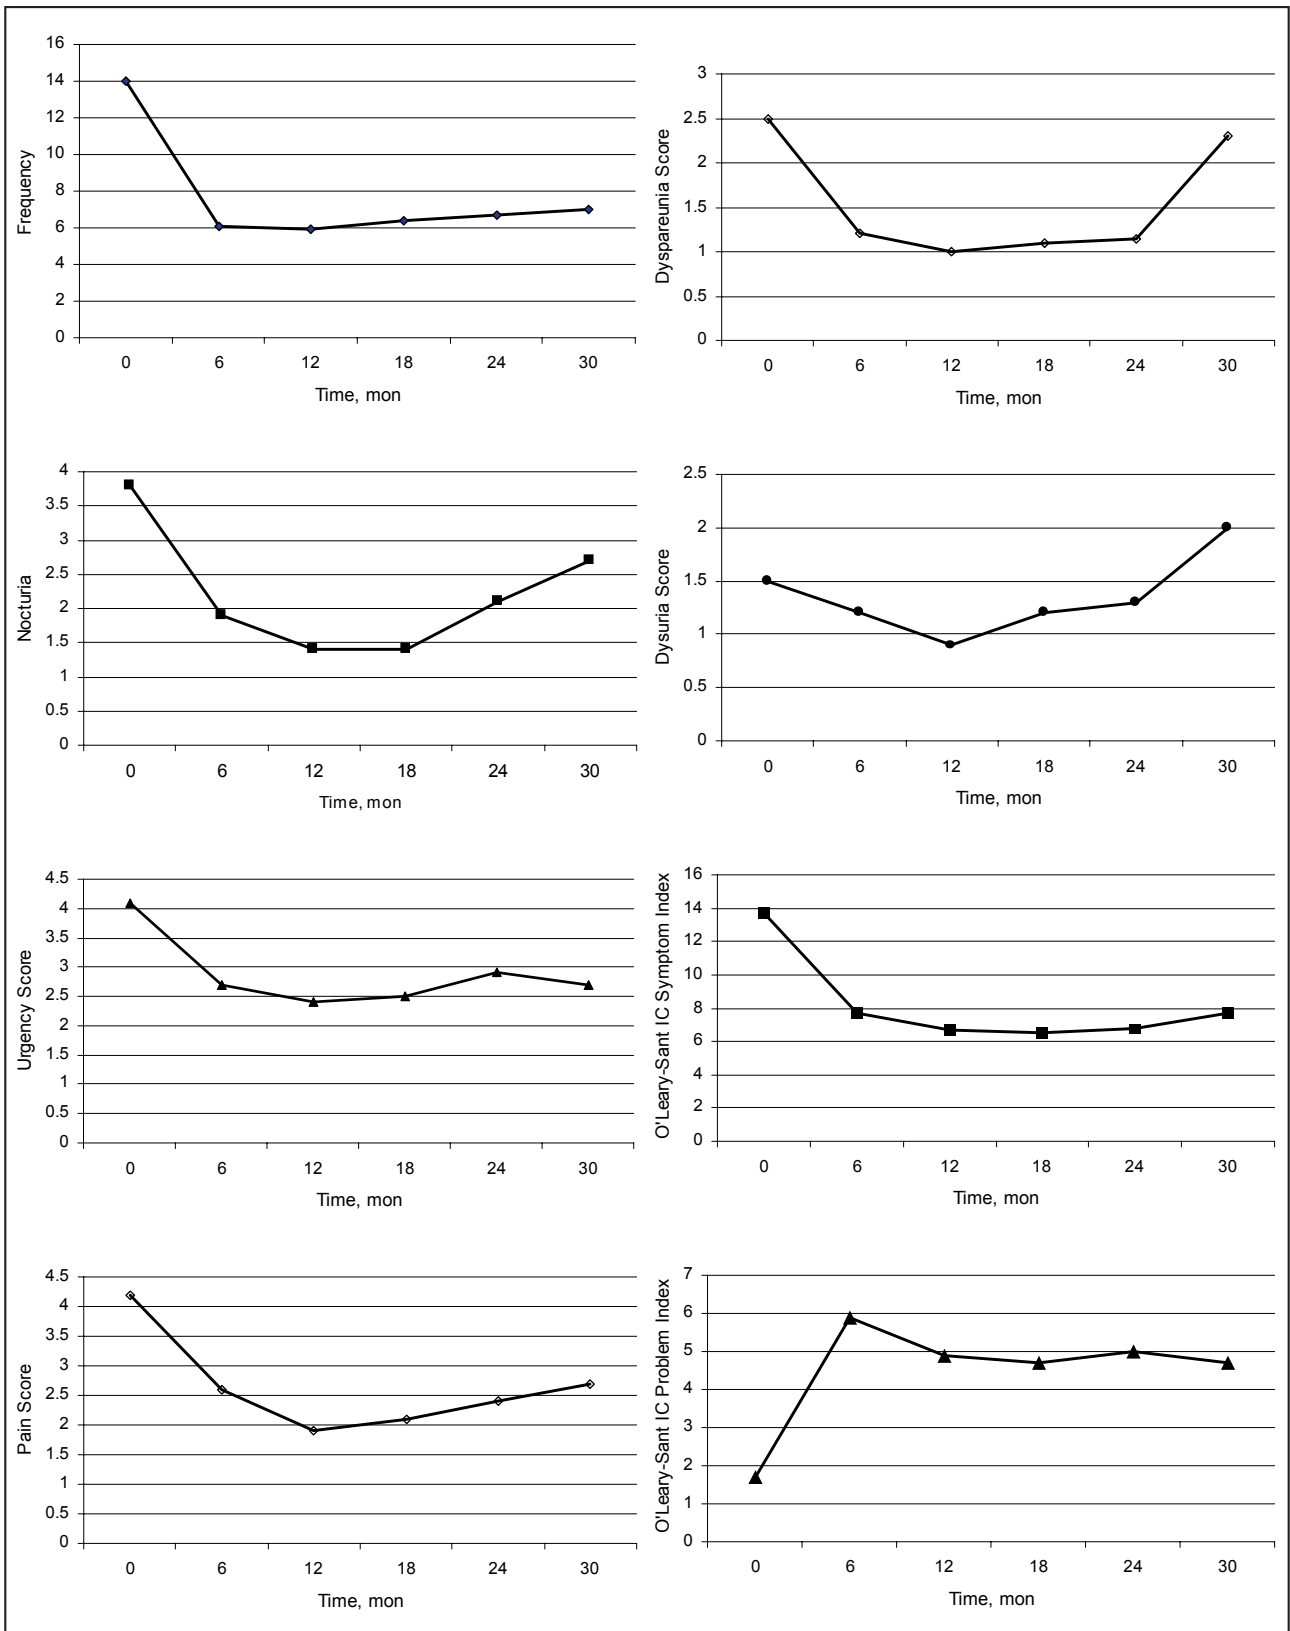 Frequency
16
14
12
10
8
6
4
2
0
0 6 12 18 24 30
Time, mon
Dyspareunia Score
3
2.5
2
1.5
1
0.5
0
0 6 12 18 24 30
Time, mon
Nocturia
4
3.5
3
2.5
2
1.5
1
0.5
0
0 6 12 18 24 30
Time, mon
Dysuria Score
2.5
2
1.5
1
0.5
0
0 6 12 18 24 30
Time, mon
Urgency Score
4.5
4
3.5
3
2.5
2
1.5
1
0.5
0
0 6 12 18 24 30
Time, mon
O'Leary-Sant IC Symptom Index
16
14
12
10
8
6
4
2
0
0 6 12 18 24 30
Time, mon
Pain Score
4.5
4
3.5
3
2.5
2
1.5
1
0.5
0
0 6 12 18 24 30
Time, mon
O'Leary-Sant IC Problem Index
7
6
5
4
3
2
1
0
0 6 12 18 24 30
Time, mon